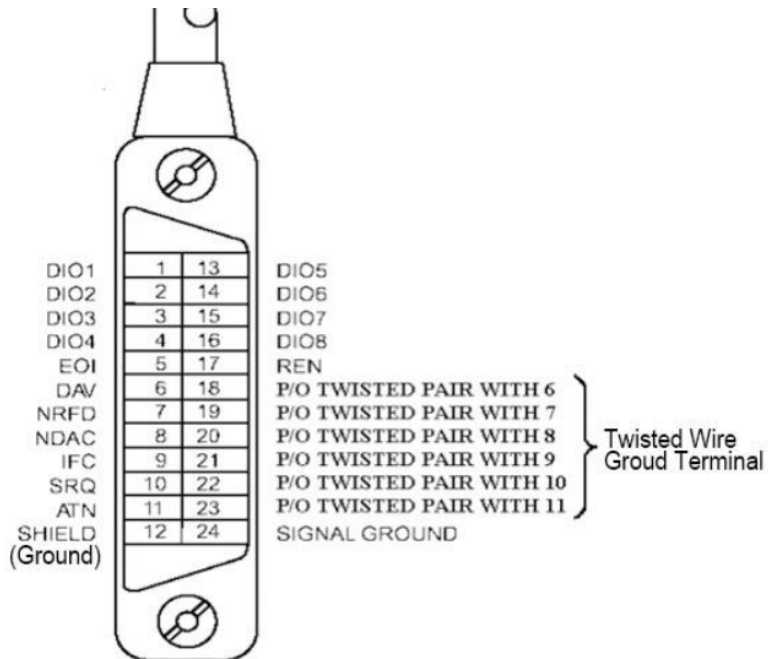 DIO1 1 13 DIO5
DIO2 2 14 DIO6
DIO3 3 15 DIO7
DIO4 4 16 DIO8
EOI 5 17 REN
DAV 6 18 P/O TWISTED PAIR WITH 6
NRFD 7 19 P/O TWISTED PAIR WITH 7
NDAC 8 20 P/O TWISTED PAIR WITH 8
IFC 9 21 P/O TWISTED PAIR WITH 9
SRQ 10 22 P/O TWISTED PAIR WITH 10
ATN 11 23 P/O TWISTED PAIR WITH 11
SHIELD 12 24 SIGNAL GROUND
(Ground)
Twisted Wire
Groud Terminal